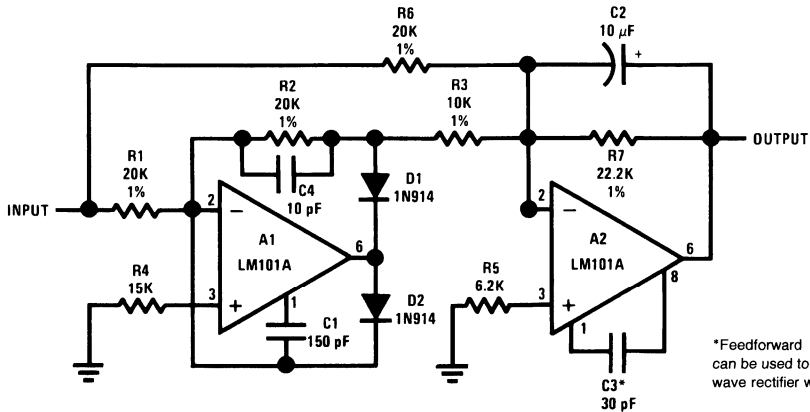 R6
20K
1%
C2
10 μF
+
R2
20K
1%
R3
10K
1%
R1
20K
1%
C4
10 pF
D1
1N914
R7
22.2K
1%
OUTPUT
INPUT
2
−
A1
LM101A
6
2
−
A2
LM101A
6
8
R4
15K
3
+
1
C1
150 pF
D2
1N914
R5
6.2K
3
+
1
C3*
30 pF
*Feedforward
can be used to
wave rectifier w